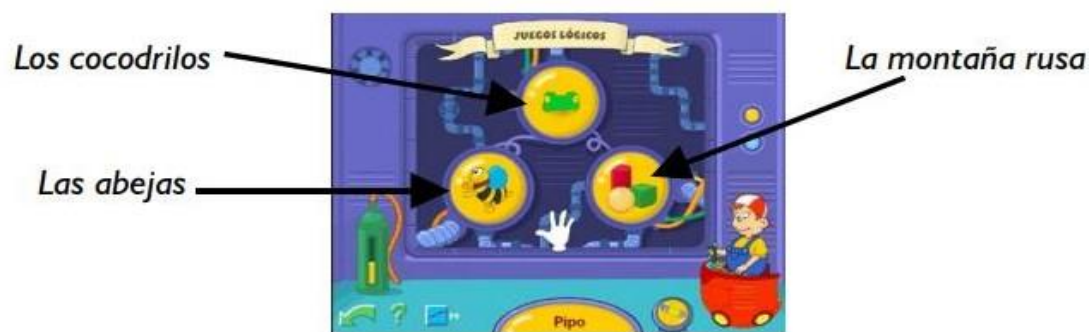 JUEGOS LÓGICOS
Los cocodrilos
La montaña rusa
Las abejas
?
Pipo